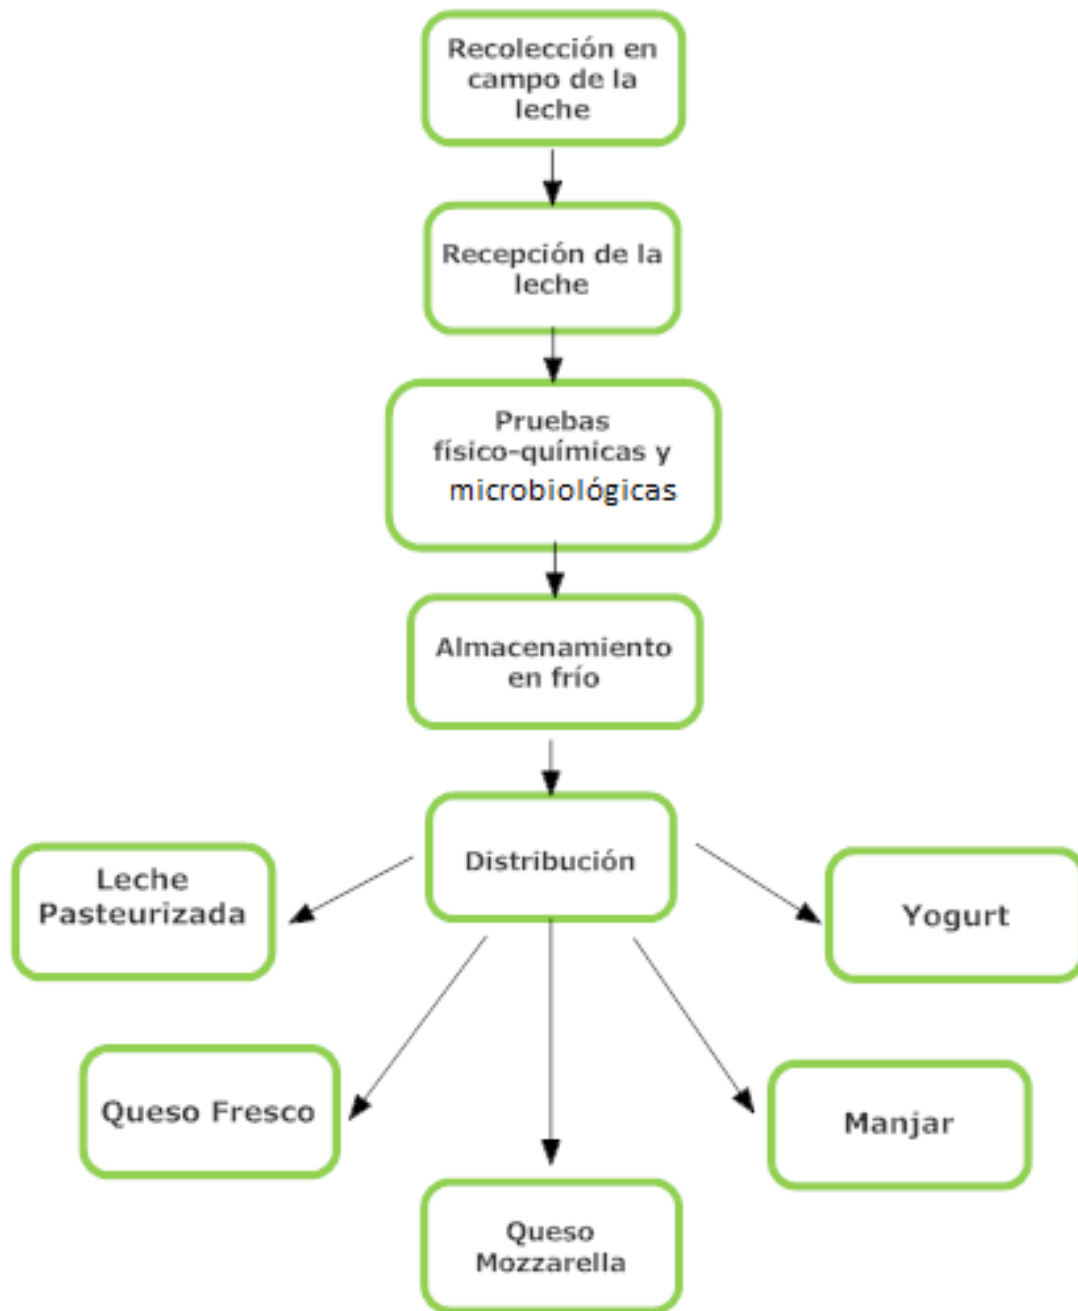 Recolección en
campo de la
leche
Recepción de la
leche
Pruebas
físico-químicas y
microbiológicas
Almacenamiento
en frío
Distribución
Leche
Pasteurizada
Yogurt
Queso Fresco
Manjar
Queso
Mozzarella